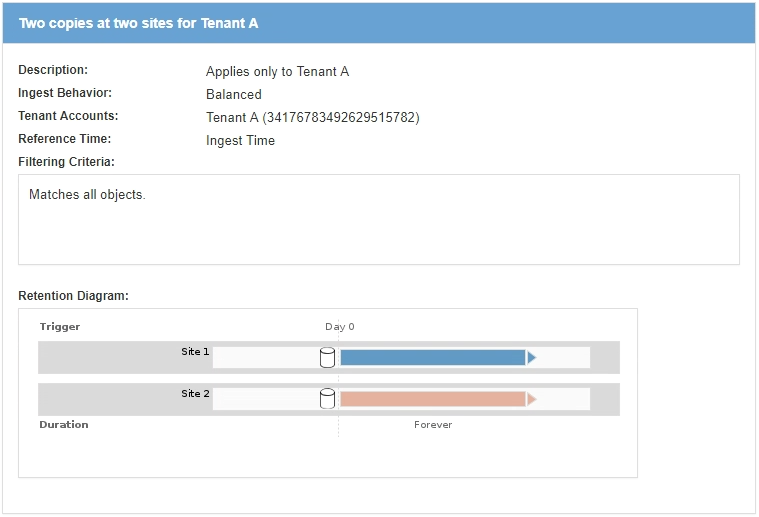 Two copies at two sites for Tenant A
Description: Applies only to Tenant A
Ingest Behavior: Balanced
Tenant Accounts: Tenant A (34176783492629515782)
Reference Time: Ingest Time
Filtering Criteria:
Matches all objects.
Retention Diagram:
Trigger Day 0
Site 1
Site 2
Duration Forever